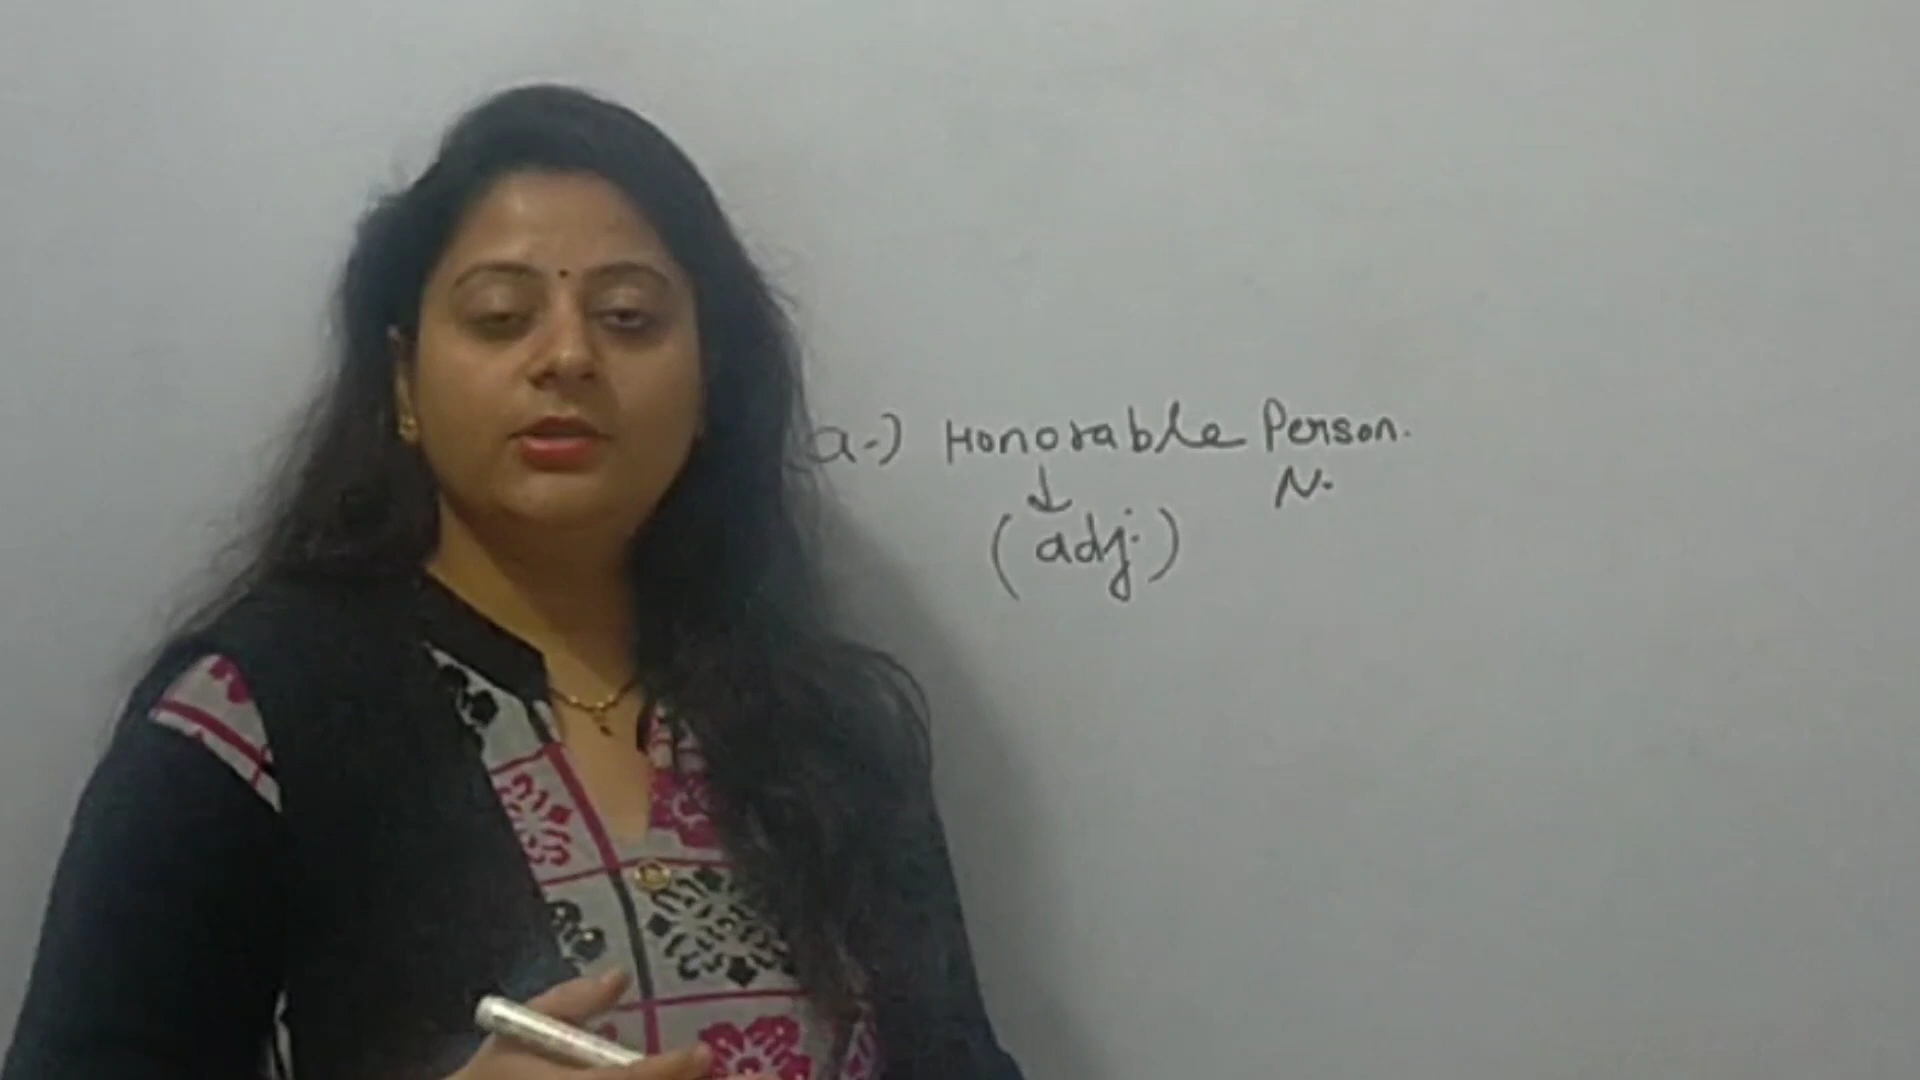 a.) Honorable Person.
↓ N.
(adj.)